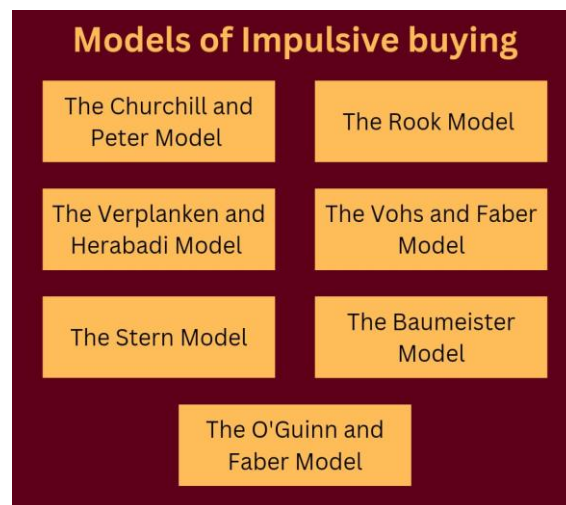 Models of Impulsive buying
The Churchill and
Peter Model
The Rook Model
The Verplanken and
Herabadi Model
The Vohs and Faber
Model
The Stern Model
The Baumeister
Model
The O'Guinn and
Faber Model